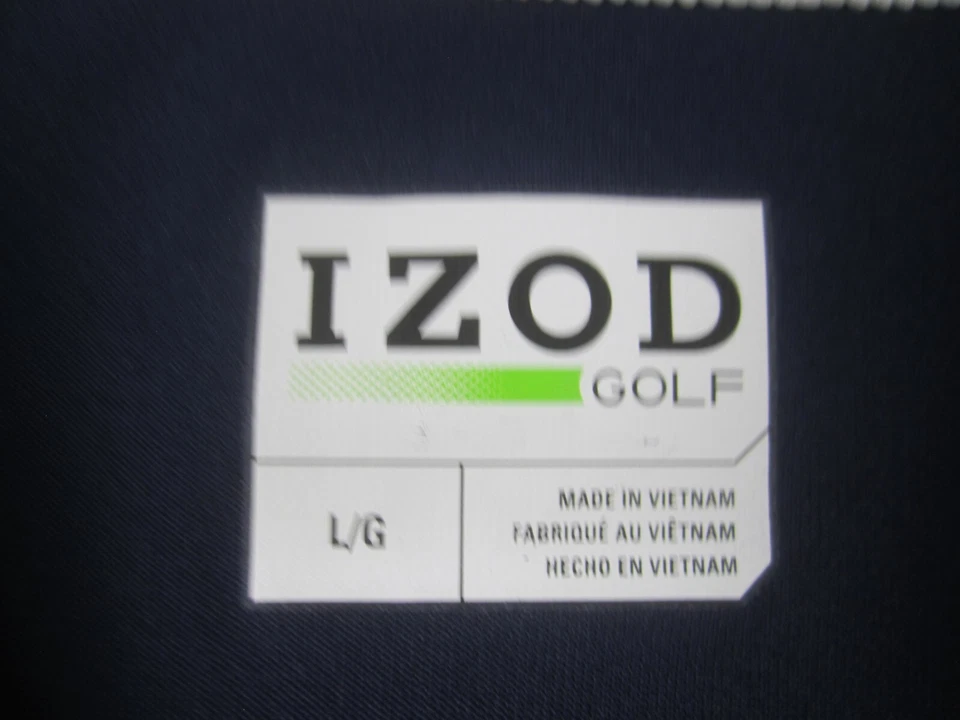 IZOD
GOLF
L/G
MADE IN VIETNAM
FABRIQUÉ AU VIÊTNAM
HECHO EN VIETNAM